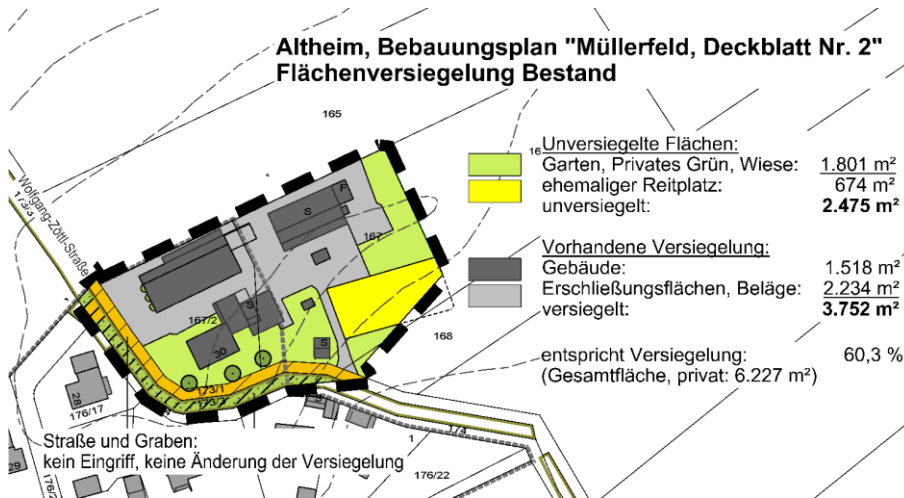 Altheim, Bebauungsplan "Müllerfeld, Deckblatt Nr. 2"
Flächenversiegelung Bestand
165
16
Unversiegelte Flächen:
Garten, Privates Grün, Wiese: 1.801 m²
ehemaliger Reitplatz: 674 m²
unversiegelt: 2.475 m²
Wolfgang-Zöttl-Straße
173/3
F
S
167
Vorhandene Versiegelung:
Gebäude: 1.518 m²
Erschließungsflächen, Beläge: 2.234 m²
versiegelt: 3.752 m²
S
167/2
168
30
S
entspricht Versiegelung: 60,3 %
(Gesamtfläche, privat: 6.227 m²)
173/1
173/2
28
176/17
174
1
Straße und Graben:
kein Eingriff, keine Änderung der Versiegelung
29
176/2
176/22